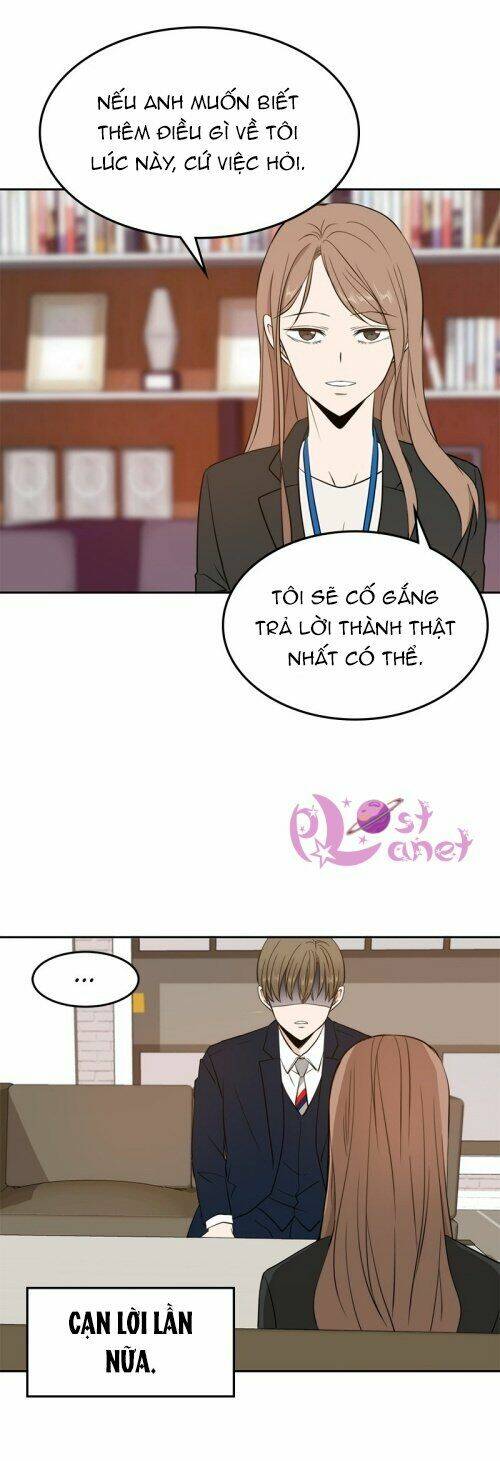 NẾU ANH MUỐN BIẾT
THÊM ĐIỀU GÌ VỀ TÔI
LÚC NÀY, CỨ VIỆC HỎI.
TÔI SẼ CỐ GẮNG
TRẢ LỜI THÀNH THẬT
NHẤT CÓ THỂ.
Lost
Planet
...
CẠN LỜI LẦN
NỮA.